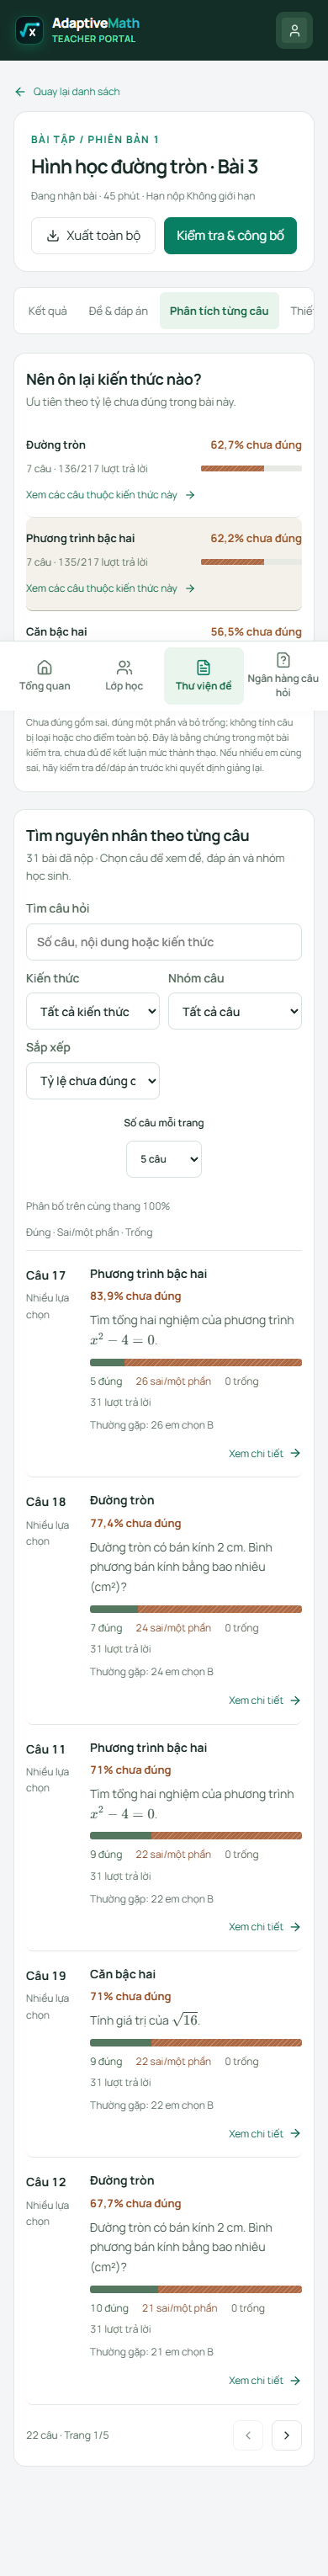 AdaptiveMath
TEACHER PORTAL
Quay lại danh sách
BÀI TẬP / PHIÊN BẢN 1
Hình học đường tròn · Bài 3
Đang nhận bài · 45 phút · Hạn nộp Không giới hạn
Xuất toàn bộ
Kiểm tra & công bố
Kết quả
Đề & đáp án
Phân tích từng câu
Thiế
Nên ôn lại kiến thức nào?
Ưu tiên theo tỷ lệ chưa đúng trong bài này.
Đường tròn
62,7% chưa đúng
7 câu · 136/217 lượt trả lời
Xem các câu thuộc kiến thức này
Phương trình bậc hai
62,2% chưa đúng
7 câu · 135/217 lượt trả lời
Xem các câu thuộc kiến thức này
Căn bậc hai
56,5% chưa đúng
Tổng quan
Lớp học
Thư viện đề
Ngân hàng câu
hỏi
Chưa đúng gồm sai, đúng một phần và bỏ trống; không tính câu
bị loại hoặc cho điểm toàn bộ. Đây là bằng chứng trong một bài
kiểm tra, chưa đủ để kết luận mức thành thạo. Nếu nhiều em cùng
sai, hãy kiểm tra đề/đáp án trước khi quyết định giảng lại.
Tìm nguyên nhân theo từng câu
31 bài đã nộp · Chọn câu để xem đề, đáp án và nhóm
học sinh.
Tìm câu hỏi
Số câu, nội dung hoặc kiến thức
Kiến thức
Nhóm câu
Tất cả kiến thức
Tất cả câu
Sắp xếp
Tỷ lệ chưa đúng c
Số câu mỗi trang
5 câu
Phân bố trên cùng thang 100%
Đúng · Sai/một phần · Trống
Câu 17
Nhiều lựa
chọn
Phương trình bậc hai
83,9% chưa đúng
Tìm tổng hai nghiệm của phương trình
x² − 4 = 0.
5 đúng
26 sai/một phần
0 trống
31 lượt trả lời
Thường gặp: 26 em chọn B
Xem chi tiết
Câu 18
Nhiều lựa
chọn
Đường tròn
77,4% chưa đúng
Đường tròn có bán kính 2 cm. Bình
phương bán kính bằng bao nhiêu
(cm²)?
7 đúng
24 sai/một phần
0 trống
31 lượt trả lời
Thường gặp: 24 em chọn B
Xem chi tiết
Câu 11
Nhiều lựa
chọn
Phương trình bậc hai
71% chưa đúng
Tìm tổng hai nghiệm của phương trình
x² − 4 = 0.
9 đúng
22 sai/một phần
0 trống
31 lượt trả lời
Thường gặp: 22 em chọn B
Xem chi tiết
Câu 19
Nhiều lựa
chọn
Căn bậc hai
71% chưa đúng
Tính giá trị của √16.
9 đúng
22 sai/một phần
0 trống
31 lượt trả lời
Thường gặp: 22 em chọn B
Xem chi tiết
Câu 12
Nhiều lựa
chọn
Đường tròn
67,7% chưa đúng
Đường tròn có bán kính 2 cm. Bình
phương bán kính bằng bao nhiêu
(cm²)?
10 đúng
21 sai/một phần
0 trống
31 lượt trả lời
Thường gặp: 21 em chọn B
Xem chi tiết
22 câu · Trang 1/5